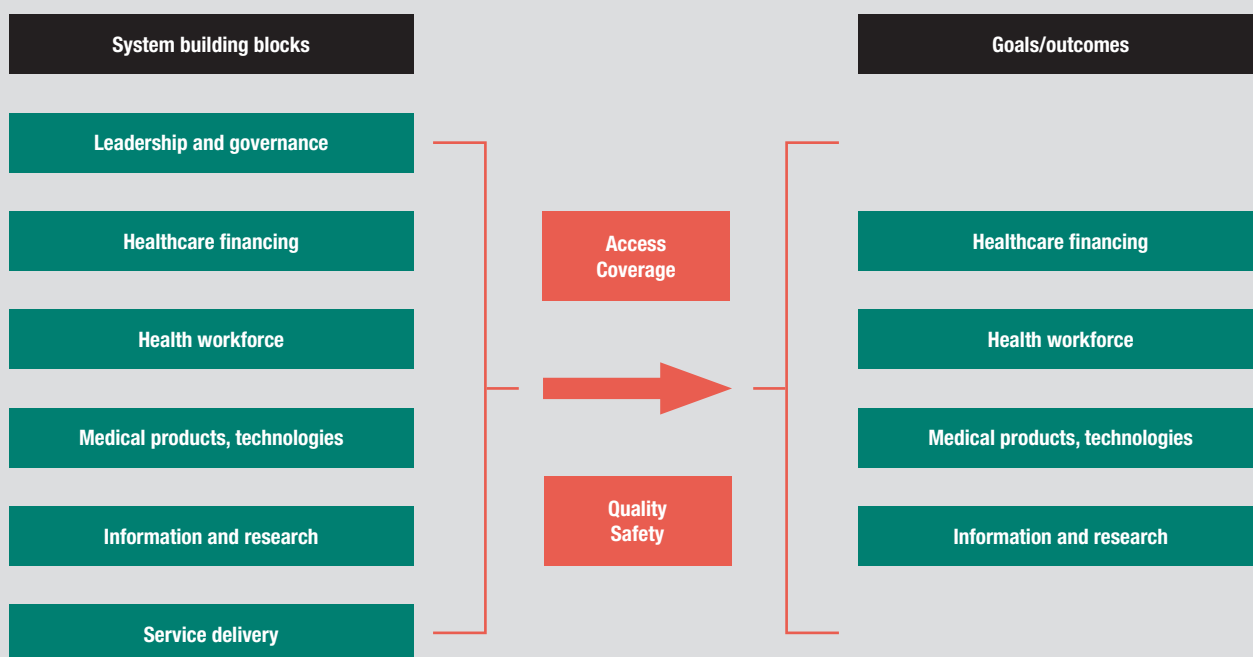 System building blocks
Leadership and governance
Healthcare financing
Health workforce
Medical products, technologies
Information and research
Service delivery
Access
Coverage
Quality
Safety
Goals/outcomes
Healthcare financing
Health workforce
Medical products, technologies
Information and research